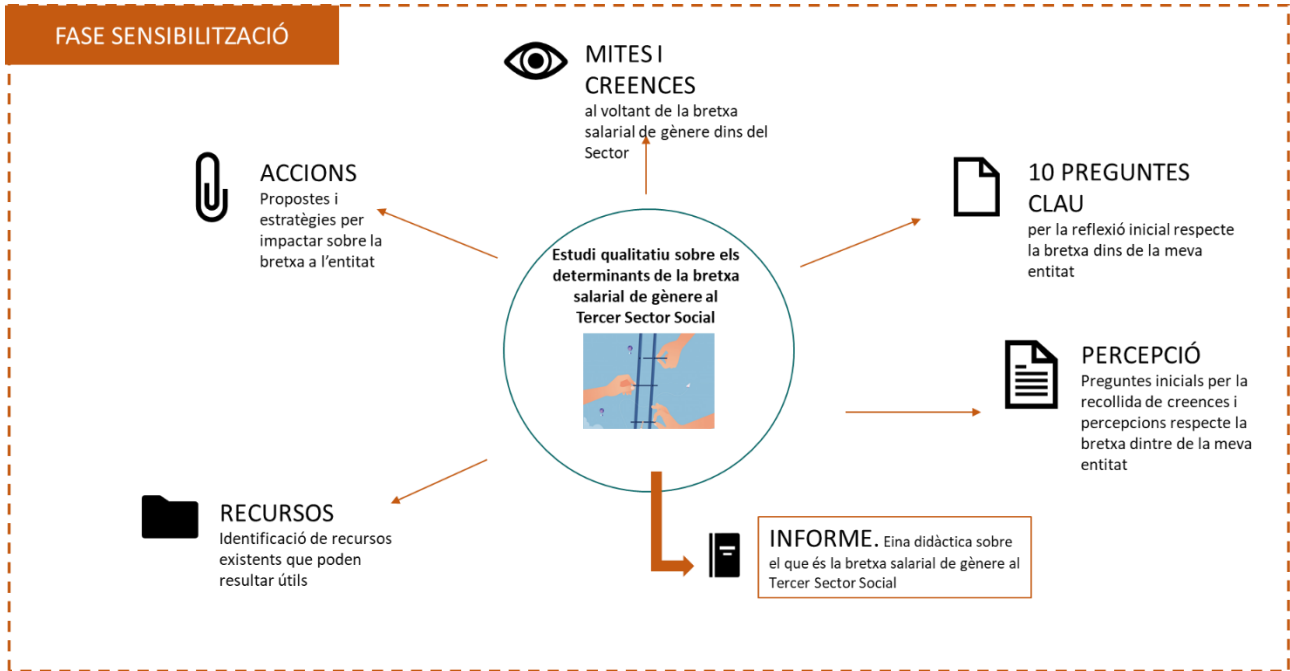 FASE SENSIBILITZACIÓ
MITES I
CREENCES
al voltant de la bretxa
salarial de gènere dins del
Sector
ACCIONS
Propostes i
estratègies per
impactar sobre la
bretxa a l'entitat
10 PREGUNTES
CLAU
per la reflexió inicial respecte
la bretxa dins de la meva
entitat
Estudi qualitatiu sobre els
determinants de la bretxa
salarial de gènere al
Tercer Sector Social
PERCEPCIÓ
Preguntes inicials per la
recollida de creences i
percepcions respecte la
bretxa dintre de la meva
entitat
RECURSOS
Identificació de recursos
existents que poden
resultar útils
INFORME. Eina didàctica sobre
el que és la bretxa salarial de gènere al
Tercer Sector Social